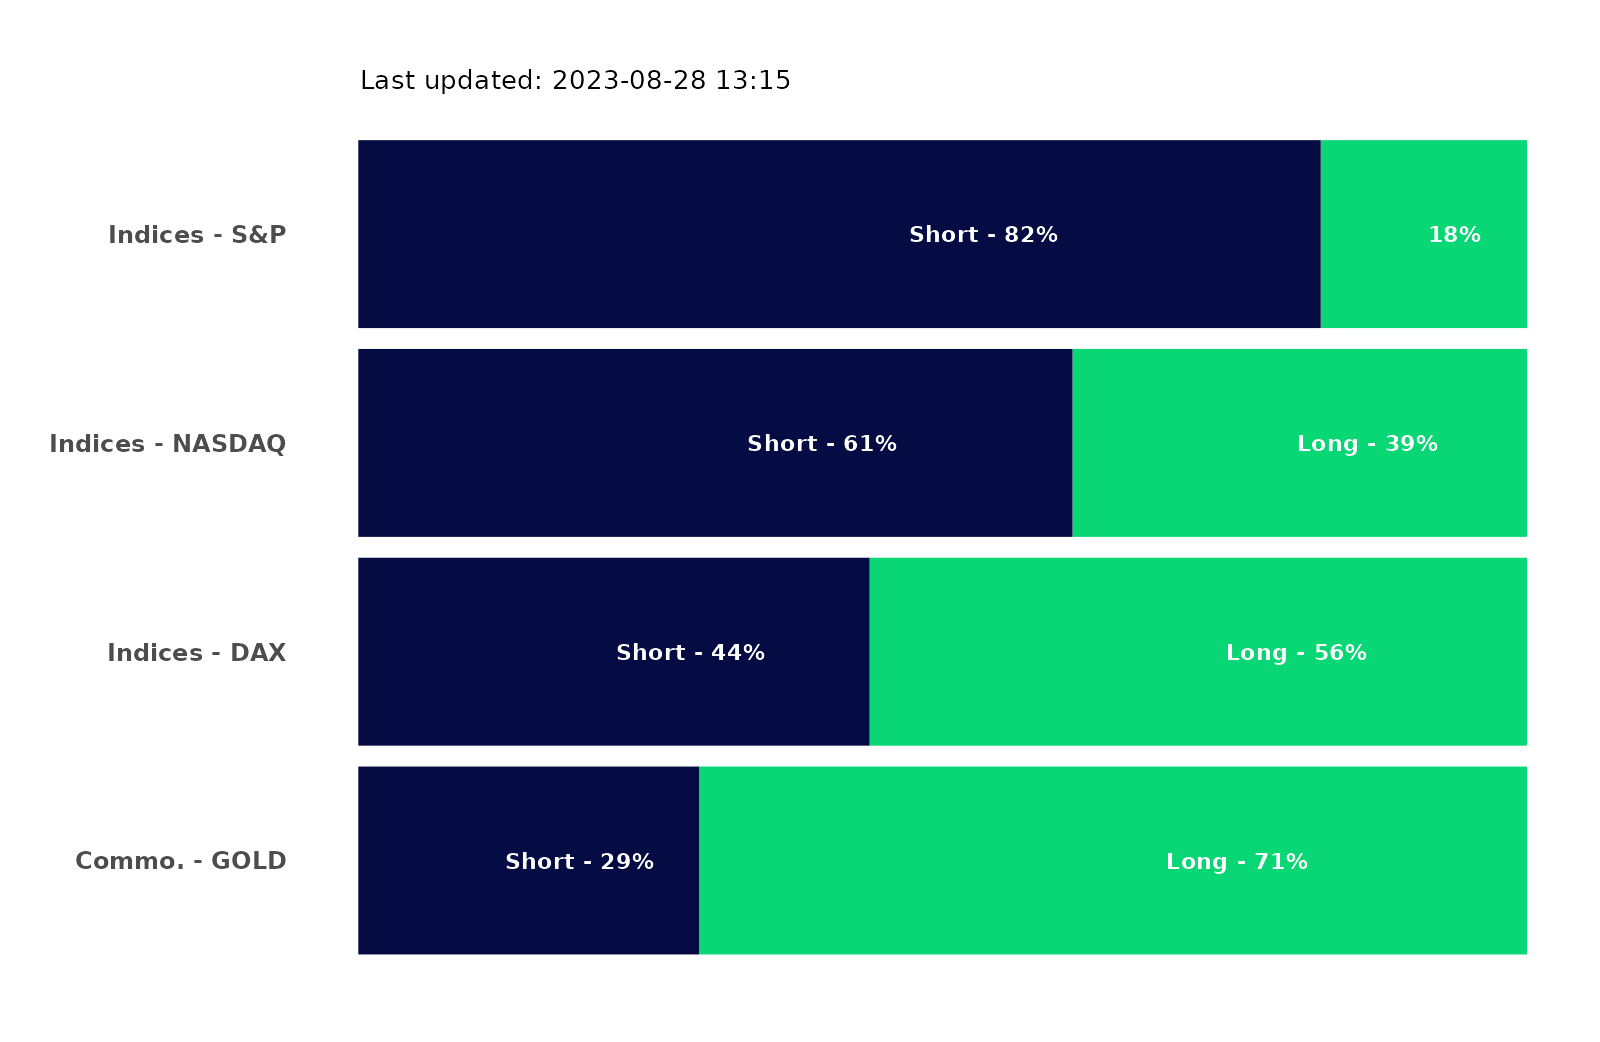 Last updated: 2023-08-28 13:15
Indices - S&P Short - 82% 18%
Indices - NASDAQ Short - 61% Long - 39%
Indices - DAX Short - 44% Long - 56%
Commo. - GOLD Short - 29% Long - 71%